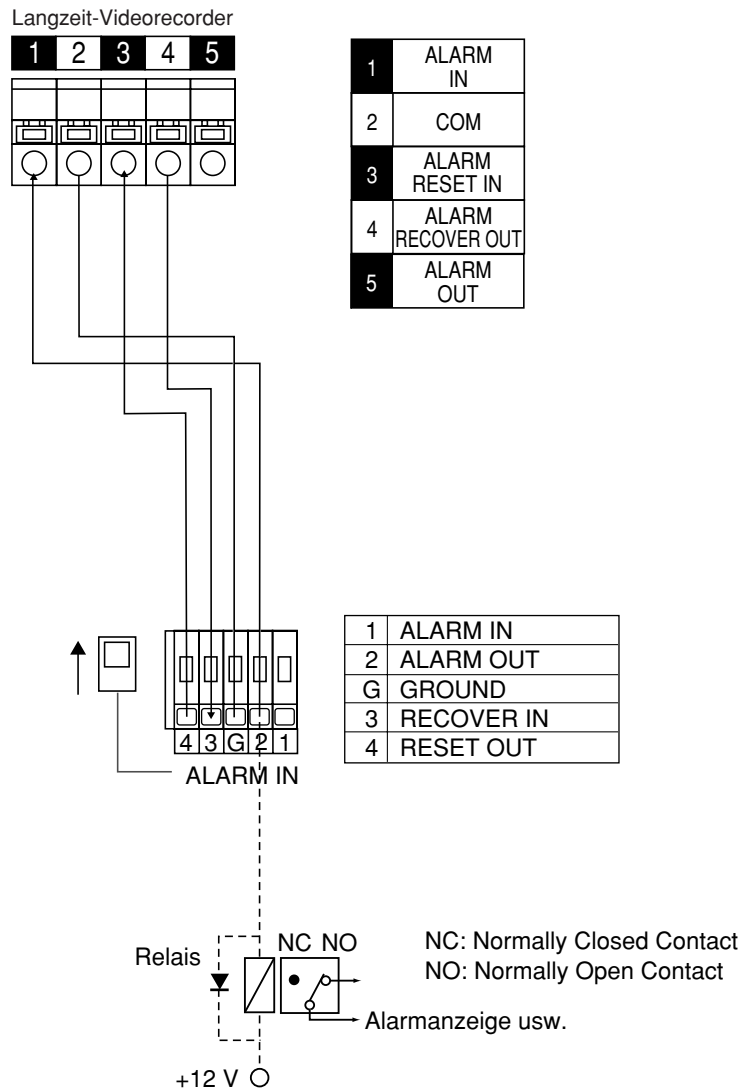 Langzeit-Videorecorder
1 2 3 4 5
1 ALARM
IN
2 COM
3 ALARM
RESET IN
4 ALARM
RECOVER OUT
5 ALARM
OUT
4 3 G 2 1
ALARM IN
1 ALARM IN
2 ALARM OUT
G GROUND
3 RECOVER IN
4 RESET OUT
Relais
NC NO
NC: Normally Closed Contact
NO: Normally Open Contact
Alarmanzeige usw.
+12 V